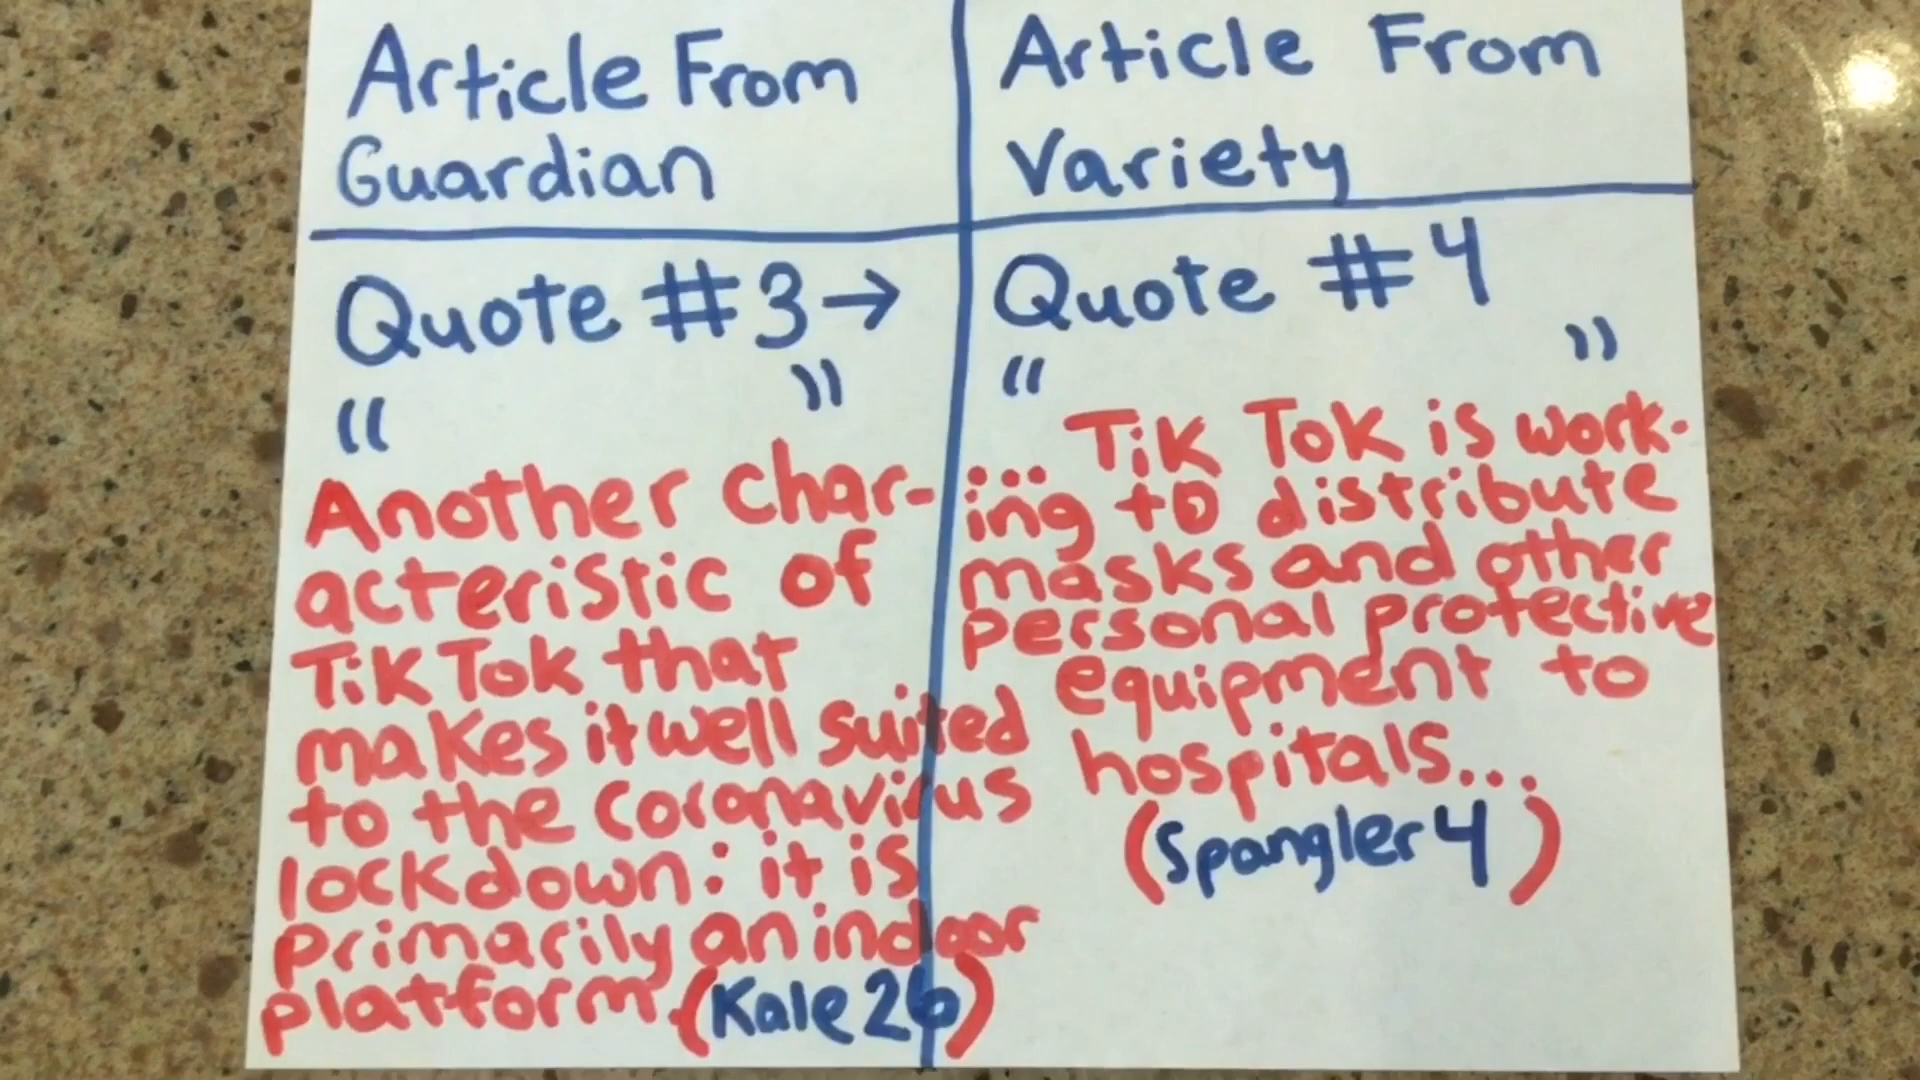 Article From
Guardian
Quote #3→
“ ”
Another char-
acteristic of
TikTok that
makes it well suited
to the coronavirus
lockdown: it is
primarily an indoor
platform. (Kale 26)
Article From
Variety
Quote #4
“ ”
... TiK Tok is work-
ing to distribute
masks and other
personal protective
equipment to
hospitals...
(Spangler 4)